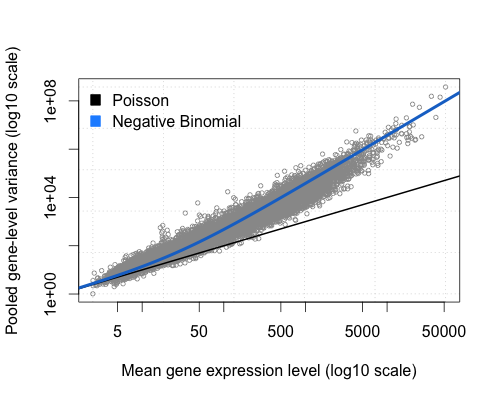 Pooled gene-level variance (log10 scale)
1e+08
1e+04
1e+00
Poisson
Negative Binomial
5 50 500 5000 50000
Mean gene expression level (log10 scale)